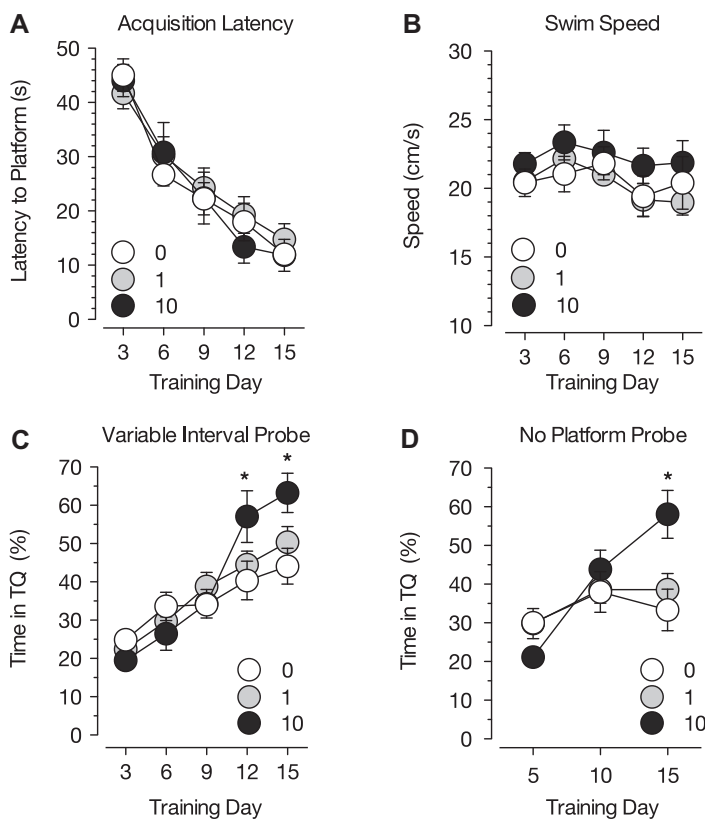 A
Acquisition Latency
50
40
30
20
10
0
Latency to Platform (s)
0
1
10
3 6 9 12 15
Training Day
B
Swim Speed
30
26
22
18
14
10
Speed (cm/s)
0
1
10
3 6 9 12 15
Training Day
C
Variable Interval Probe
70
60
50
40
30
20
10
0
Time in TQ (%)
* *
0
1
10
3 6 9 12 15
Training Day
D
No Platform Probe
70
60
50
40
30
20
10
0
Time in TQ (%)
*
0
1
10
5 10 15
Training Day